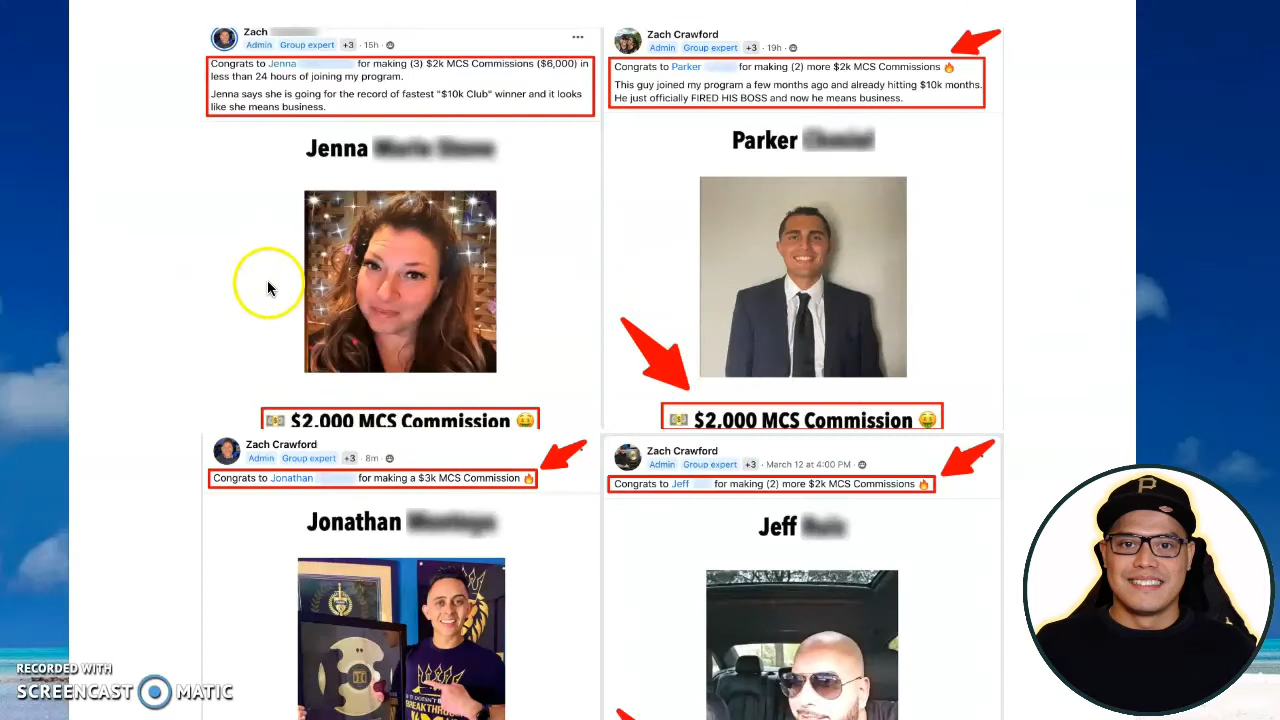 Zach
Admin Group expert +3 · 15h ·
Congrats to Jenna for making (3) $2k MCS Commissions ($6,000) in
less than 24 hours of joining my program.
Jenna says she is going for the record of fastest "$10k Club" winner and it looks
like she means business.
Jenna
💵 $2,000 MCS Commission 🤑
Zach Crawford
Admin Group expert +3 · 19h ·
Congrats to Parker for making (2) more $2k MCS Commissions 🔥
This guy joined my program a few months ago and already hitting $10k months.
He just officially FIRED HIS BOSS and now he means business.
Parker
💵 $2,000 MCS Commission 🤑
Zach Crawford
Admin Group expert +3 · 8m ·
Congrats to Jonathan for making a $3k MCS Commission 🔥
Jonathan
BREAKTHROUGH
Zach Crawford
Admin Group expert +3 · March 12 at 4:00 PM ·
Congrats to Jeff for making (2) more $2k MCS Commissions 🔥
Jeff
P
RECORDED WITH
SCREENCAST MATIC